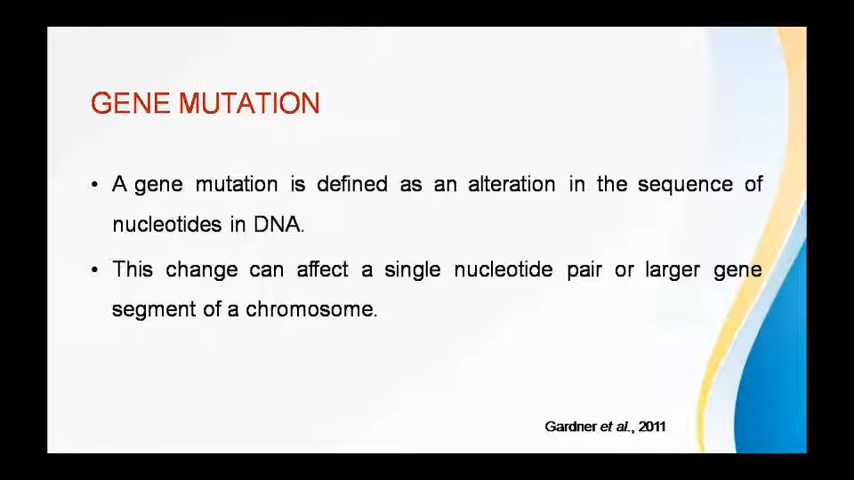 GENE MUTATION
• A gene mutation is defined as an alteration in the sequence of
nucleotides in DNA.
• This change can affect a single nucleotide pair or larger gene
segment of a chromosome.
Gardner et al., 2011